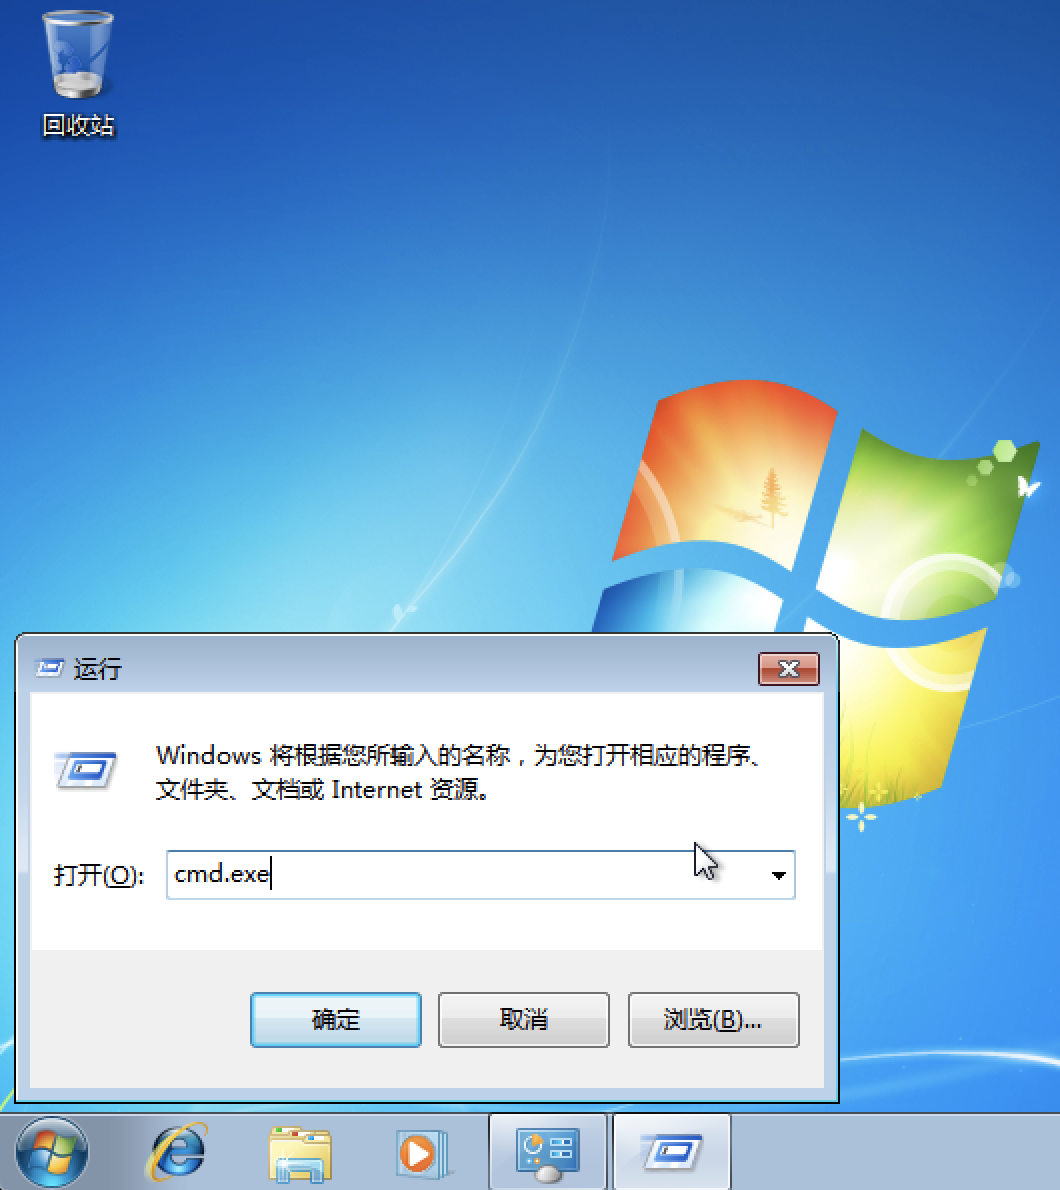 回收站
运行
Windows 将根据您所输入的名称，为您打开相应的程序、
文件夹、文档或 Internet 资源。
打开(O): cmd.exe
确定 取消 浏览(B)...